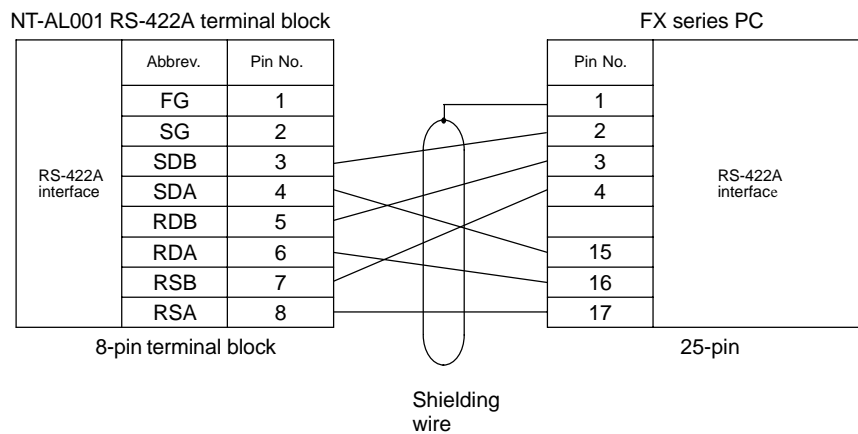 NT-AL001 RS-422A terminal block
FX series PC
Abbrev. Pin No.
Pin No.
FG 1
1
SG 2
2
SDB 3
3
SDA 4
4
RDB 5
RDA 6
15
RSB 7
16
RSA 8
17
RS-422A
interface
RS-422A
interface
8-pin terminal block
25-pin
Shielding
wire